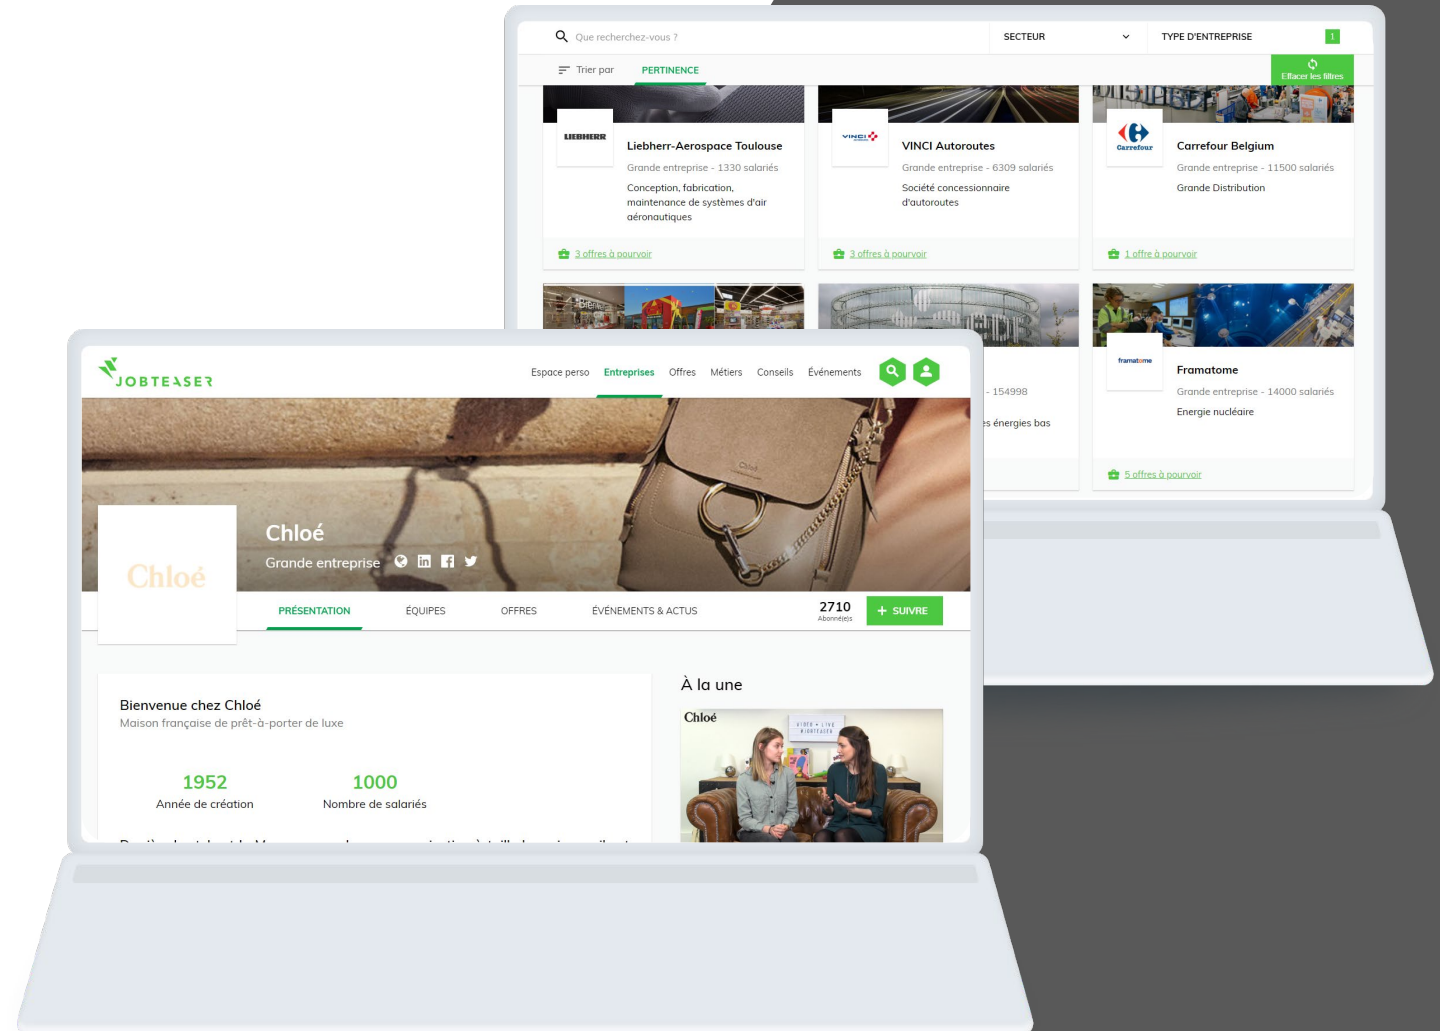 Que recherchez-vous ?
SECTEUR
TYPE D'ENTREPRISE
1
Trier par
PERTINENCE
Effacer les filtres
LIEBHERR
Liebherr-Aerospace Toulouse
Grande entreprise - 1330 salariés
Conception, fabrication,
maintenance de systèmes d'air
aéronautiques
3 offres à pourvoir
VINCI
VINCI Autoroutes
Grande entreprise - 6309 salariés
Société concessionnaire
d'autoroutes
3 offres à pourvoir
Carrefour
Carrefour Belgium
Grande entreprise - 11500 salariés
Grande Distribution
1 offre à pourvoir
- 154998
es énergies bas
framatome
Framatome
Grande entreprise - 14000 salariés
Energie nucléaire
5 offres à pourvoir
JOBTEASER
Espace perso
Entreprises
Offres
Métiers
Conseils
Événements
Chloé
Chloé
Chloé
Grande entreprise
PRÉSENTATION
ÉQUIPES
OFFRES
ÉVÉNEMENTS & ACTUS
2710
Abonné(e)s
+ SUIVRE
Bienvenue chez Chloé
Maison française de prêt-à-porter de luxe
1952
Année de création
1000
Nombre de salariés
À la une
Chloé
VIDEO + LIVE
#JOBTEASER